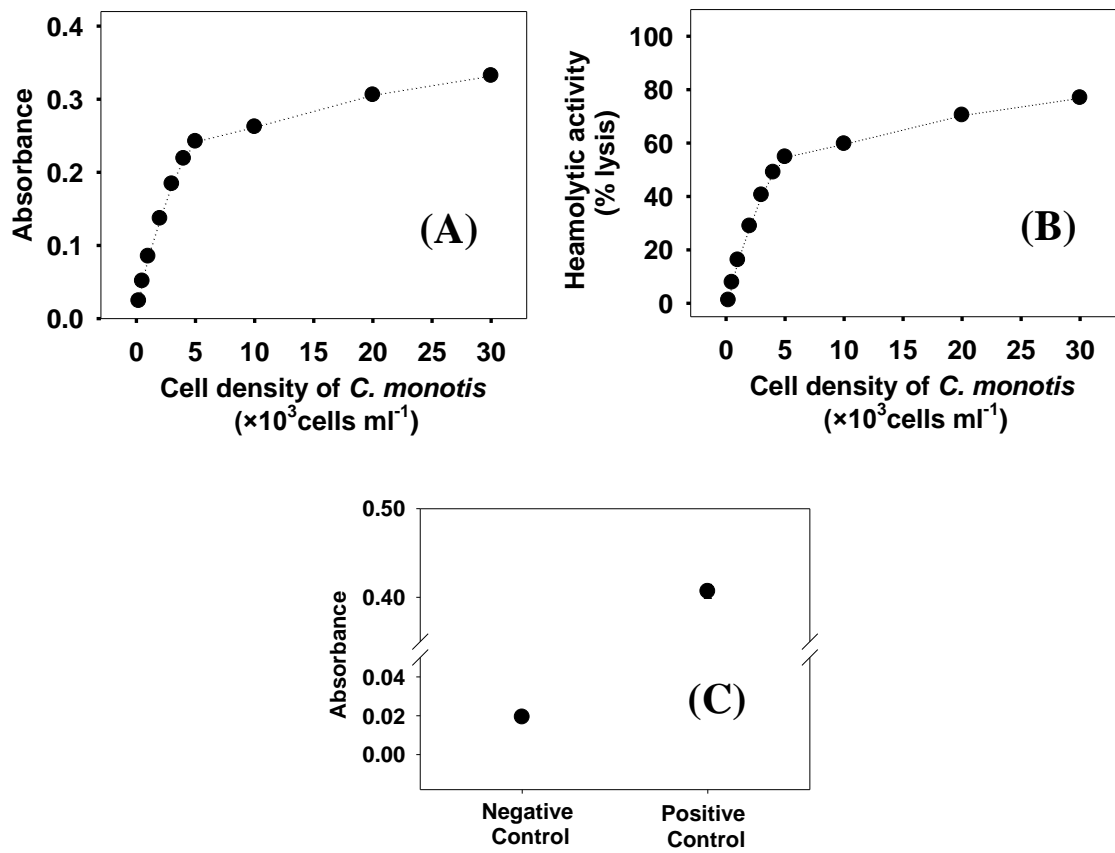 0.4
0.3
0.2
0.1
0.0
Absorbance
(A)
0 5 10 15 20 25 30
Cell density of C. monotis
(×10³cells ml⁻¹)
100
80
60
40
20
0
Heamolytic activity
(% lysis)
(B)
0 5 10 15 20 25 30
Cell density of C. monotis
(×10³cells ml⁻¹)
0.50
0.40
0.04
0.02
0.00
Absorbance
(C)
Negative
Control
Positive
Control